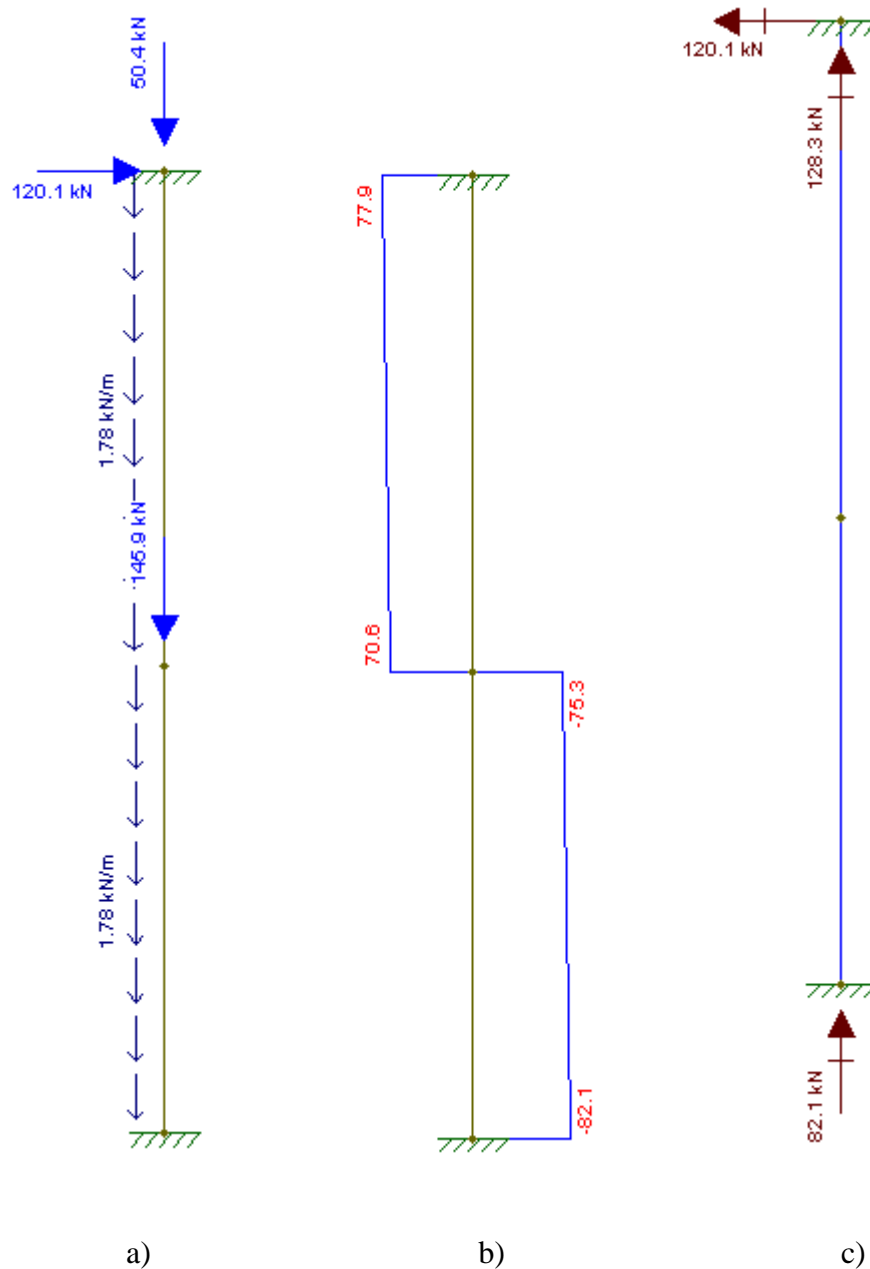 50.4 kN
120.1 kN
1.78 kN/m
145.9 kN
1.78 kN/m
a)
77.9
70.6
-75.3
-82.1
b)
120.1 kN
128.3 kN
82.1 kN
c)